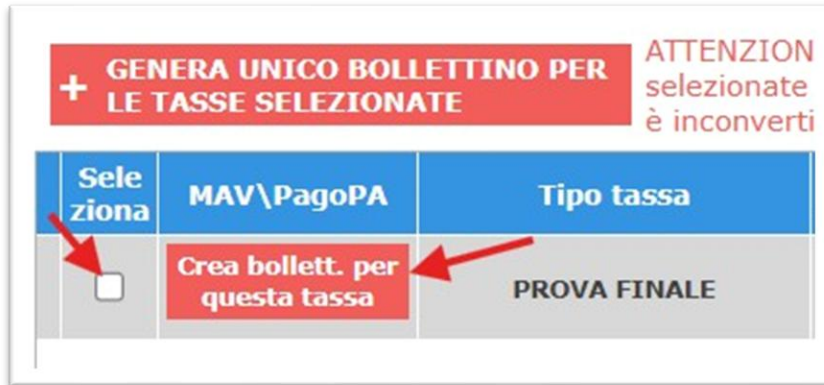 + GENERA UNICO BOLLETTINO PER
LE TASSE SELEZIONATE
ATTENZION
selezionate
è inconverti
Sele
ziona
MAV\PagoPA
Tipo tassa
Crea bollett. per
questa tassa
PROVA FINALE